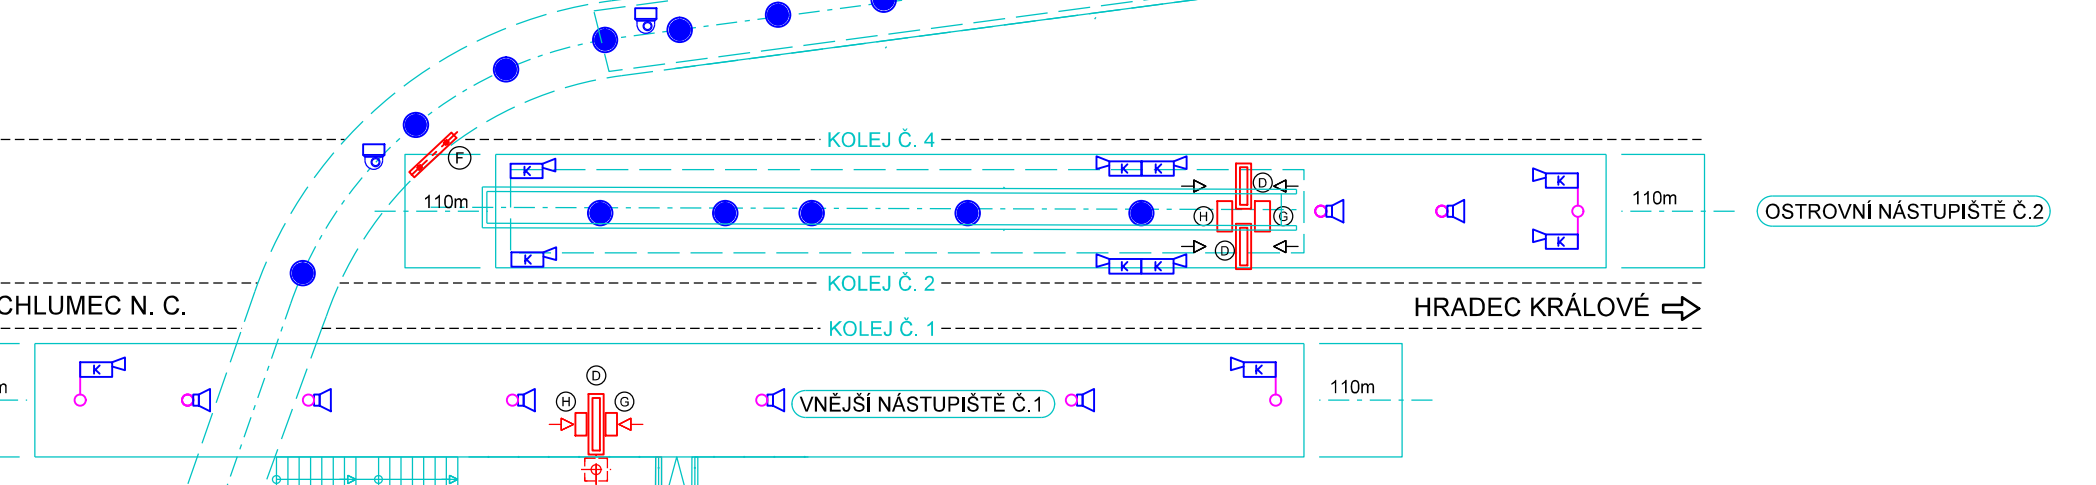 KOLEJ Č. 4
F
K
K K
K
D
110m
H
G
110m
OSTROVNÍ NÁSTUPIŠTĚ Č.2
D
K
K K
K
KOLEJ Č. 2
CHLUMEC N. C.
HRADEC KRÁLOVÉ
KOLEJ Č. 1
K
D
K
m
H
G
VNĚJŠÍ NÁSTUPIŠTĚ Č.1
110m